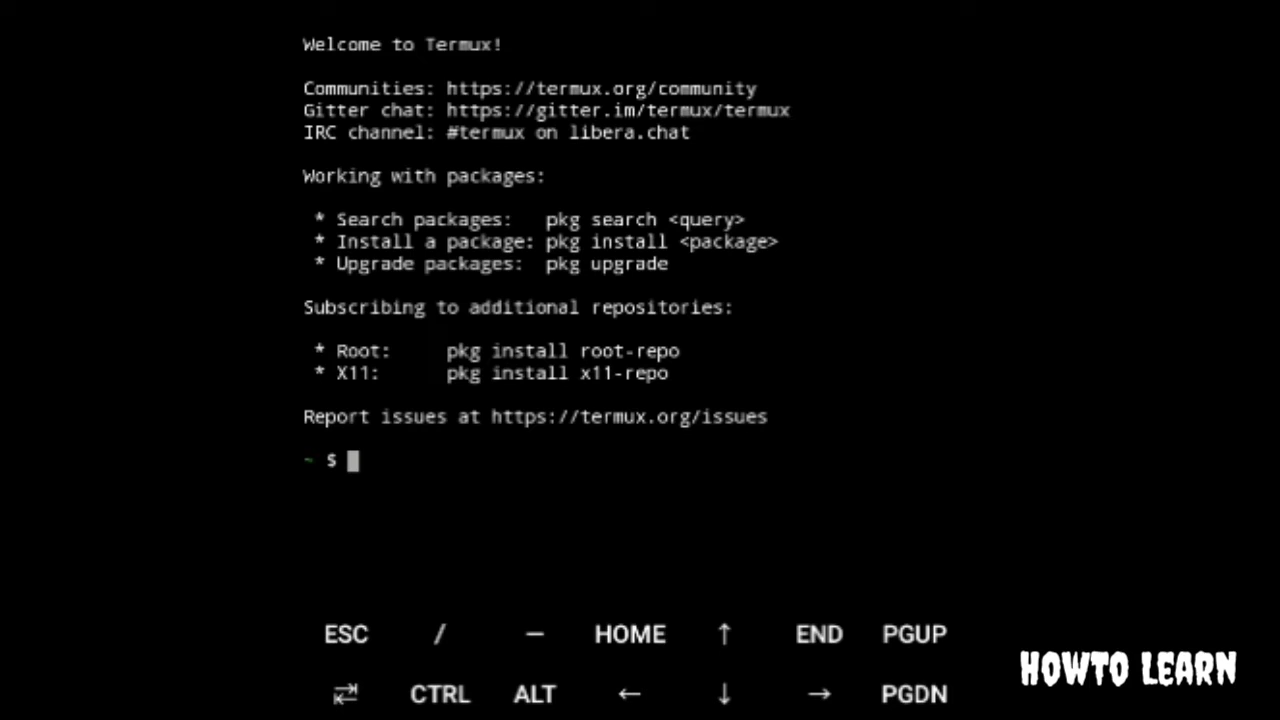 Welcome to Termux!
Communities: https://termux.org/community
Gitter chat: https://gitter.im/termux/termux
IRC channel: #termux on libera.chat
Working with packages:
* Search packages: pkg search <query>
* Install a package: pkg install <package>
* Upgrade packages: pkg upgrade
Subscribing to additional repositories:
* Root: pkg install root-repo
* X11: pkg install x11-repo
Report issues at https://termux.org/issues
~ $
ESC / — HOME ↑ END PGUP
⇄ CTRL ALT ← ↓ → PGDN
HOWTO LEARN